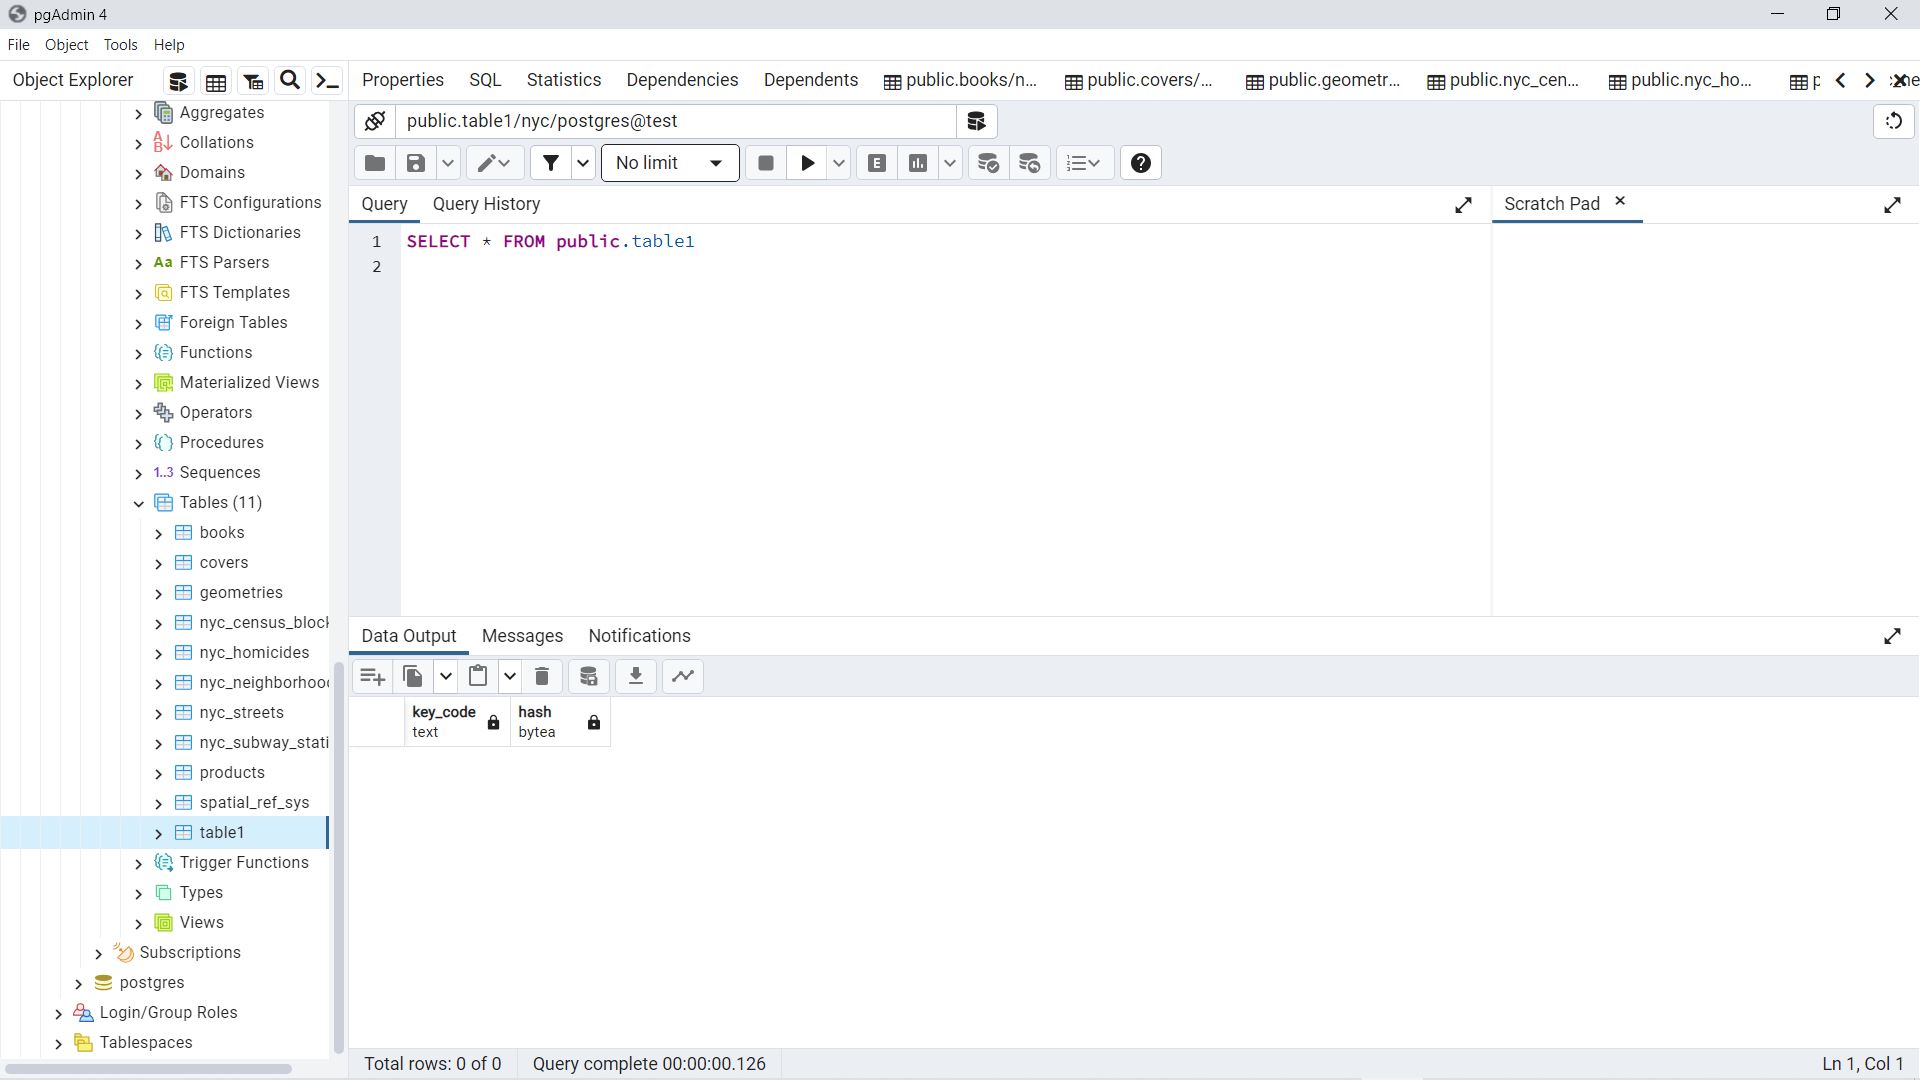 pgAdmin 4
File Object Tools Help
Object Explorer
Properties SQL Statistics Dependencies Dependents public.books/n... public.covers/... public.geometr... public.nyc_cen... public.nyc_ho...
public.table1/nyc/postgres@test
No limit
E
Query Query History
Scratch Pad
1 SELECT * FROM public.table1
2
Aggregates
Collations
Domains
FTS Configurations
FTS Dictionaries
Aa FTS Parsers
FTS Templates
Foreign Tables
Functions
Materialized Views
Operators
Procedures
1..3 Sequences
Tables (11)
books
covers
geometries
nyc_census_block
nyc_homicides
nyc_neighborhood
nyc_streets
nyc_subway_stati
products
spatial_ref_sys
table1
Trigger Functions
Types
Views
Subscriptions
postgres
Login/Group Roles
Tablespaces
Data Output Messages Notifications
key_code hash
text bytea
Total rows: 0 of 0 Query complete 00:00:00.126 Ln 1, Col 1